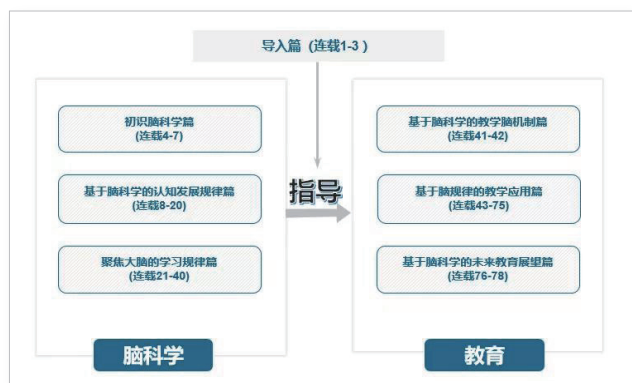 导入篇（连载1-3 ）
初识脑科学篇
(连载4-7)
基于脑科学的认知发展规律篇
(连载8-20)
聚焦大脑的学习规律篇
(连载21-40)
脑科学
指导
基于脑科学的教学脑机制篇
(连载41-42)
基于脑规律的教学应用篇
(连载43-75)
基于脑科学的未来教育展望篇
(连载76-78)
教育